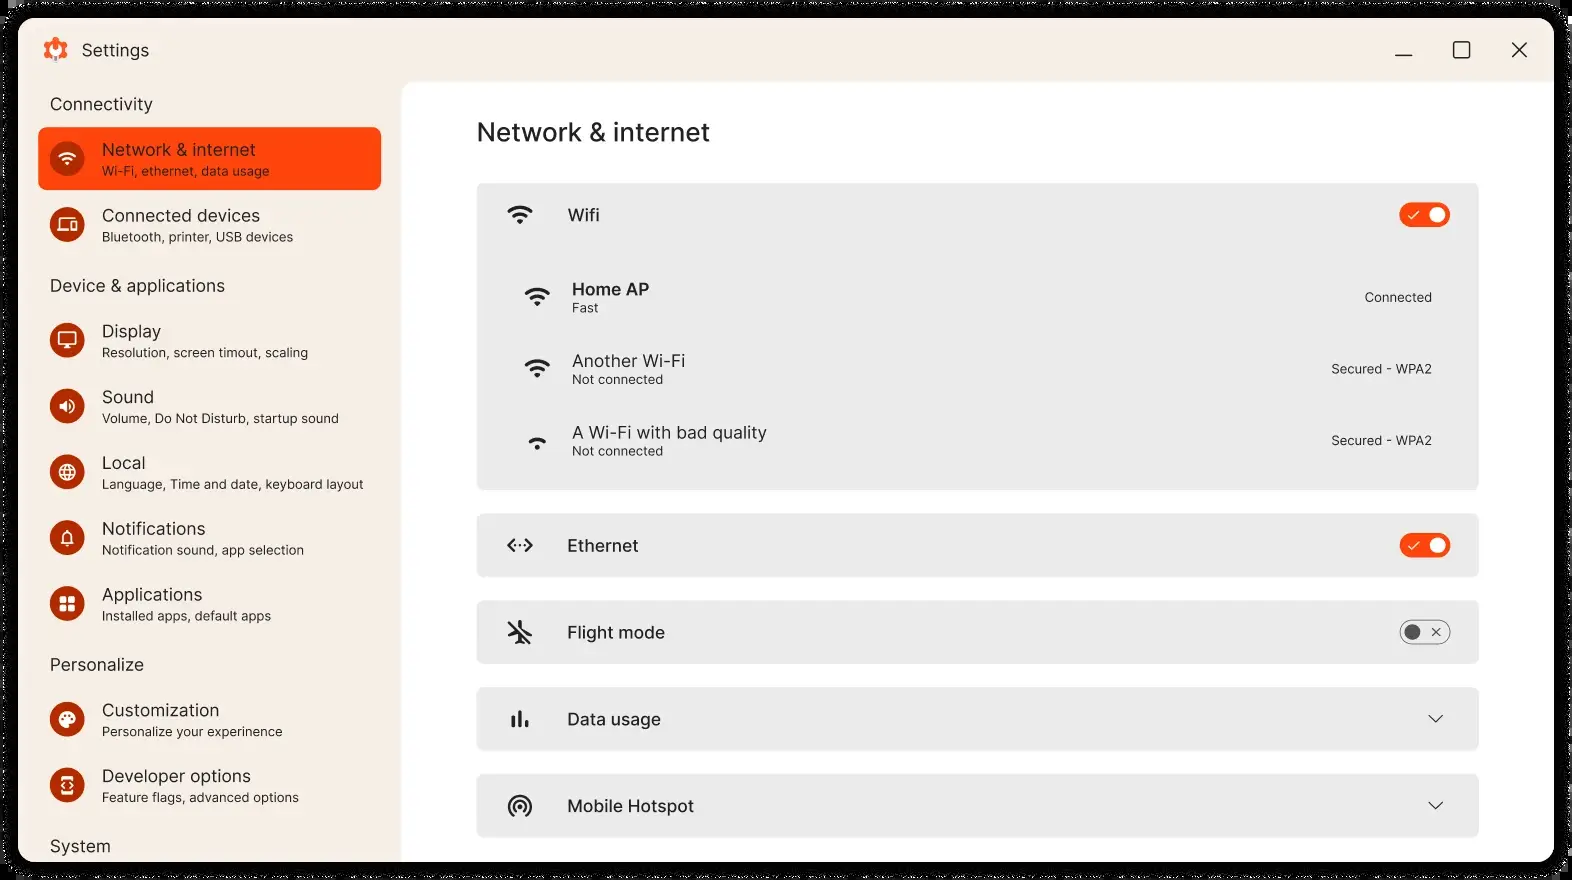 Settings
Connectivity
Network & internet
Wi-Fi, ethernet, data usage
Connected devices
Bluetooth, printer, USB devices
Device & applications
Display
Resolution, screen timout, scaling
Sound
Volume, Do Not Disturb, startup sound
Local
Language, Time and date, keyboard layout
Notifications
Notification sound, app selection
Applications
Installed apps, default apps
Personalize
Customization
Personalize your experinence
Developer options
Feature flags, advanced options
System
Network & internet
Wifi
Home AP
Fast
Connected
Another Wi-Fi
Not connected
Secured - WPA2
A Wi-Fi with bad quality
Not connected
Secured - WPA2
Ethernet
Flight mode
Data usage
Mobile Hotspot